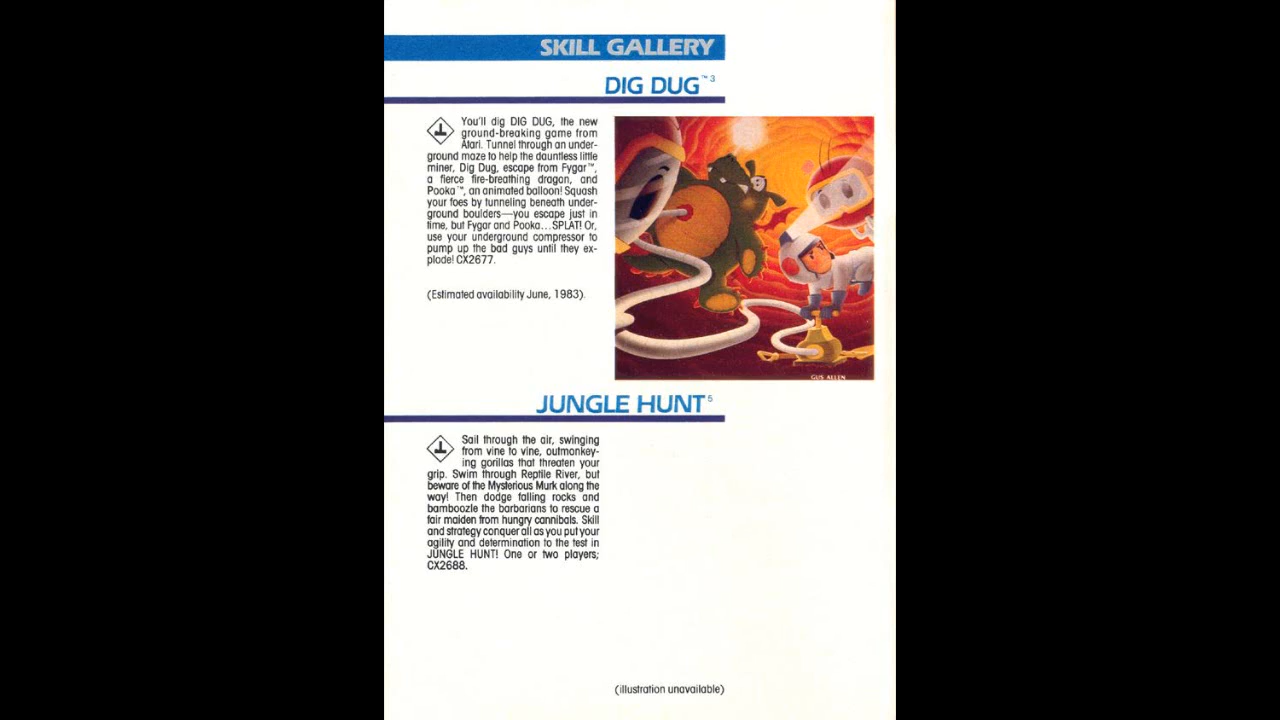 SKILL GALLERY
DIG DUG™ 3
You'll dig DIG DUG, the new
ground-breaking game from
Atari. Tunnel through an under-
ground maze to help the dauntless little
miner, Dig Dug, escape from Fygar™,
a fierce fire-breathing dragon, and
Pooka™, an animated balloon! Squash
your foes by tunneling beneath under-
ground boulders—you escape just in
time, but Fygar and Pooka...SPLAT! Or,
use your underground compressor to
pump up the bad guys until they ex-
plode! CX2677.
(Estimated availability June, 1983).
GUS ALLEN
JUNGLE HUNT5
Sail through the air, swinging
from vine to vine, outmonkey-
ing gorillas that threaten your
grip. Swim through Reptile River, but
beware of the Mysterious Murk along the
way! Then dodge falling rocks and
bamboozle the barbarians to rescue a
fair maiden from hungry cannibals. Skill
and strategy conquer all as you put your
agility and determination to the test in
JUNGLE HUNT! One or two players;
CX2688.
(illustration unavailable)